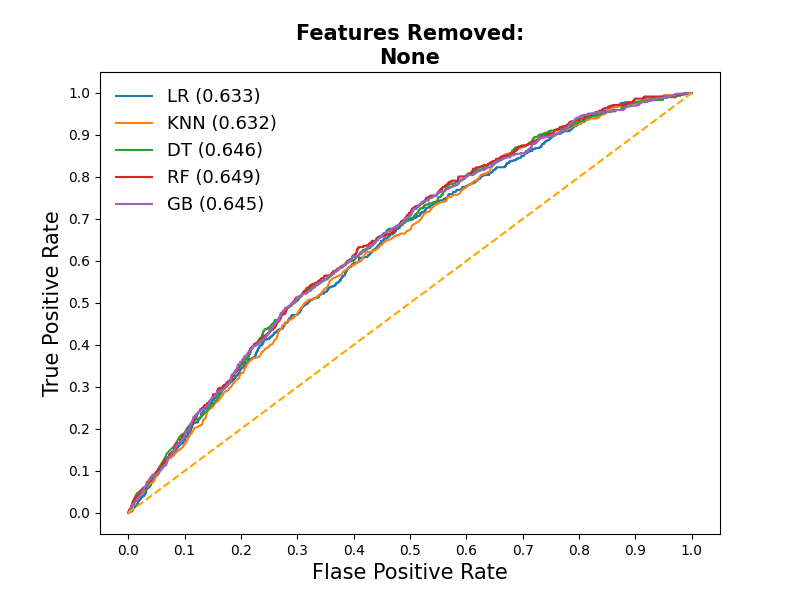 Features Removed:
None
LR (0.633)
KNN (0.632)
DT (0.646)
RF (0.649)
GB (0.645)
True Positive Rate
1.0
0.9
0.8
0.7
0.6
0.5
0.4
0.3
0.2
0.1
0.0
0.0 0.1 0.2 0.3 0.4 0.5 0.6 0.7 0.8 0.9 1.0
Flase Positive Rate